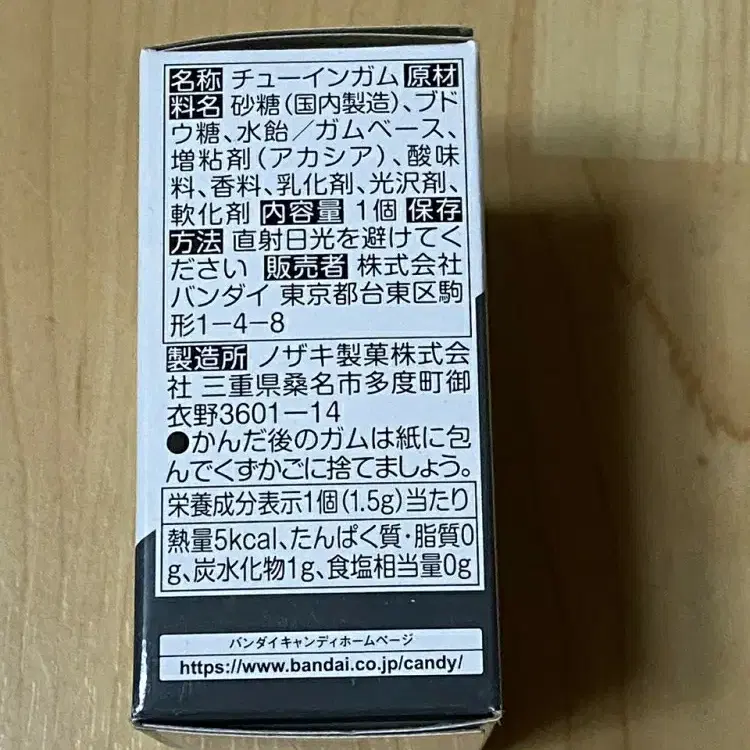 名称 チューインガム 原材
料名 砂糖(国内製造)、ブド
ウ糖、水飴/ガムベース、
増粘剤(アカシア)、酸味
料、香料、乳化剤、光沢剤、
軟化剤 内容量 1個 保存
方法 直射日光を避けてく
ださい 販売者 株式会社
バンダイ 東京都台東区駒
形1-4-8
製造所 ノザキ製菓株式会
社 三重県桑名市多度町御
衣野3601-14
●かんだ後のガムは紙に包
んでくずかごに捨てましょう。
栄養成分表示1個(1.5g)当たり
熱量5kcal、たんぱく質・脂質0
g、炭水化物1g、食塩相当量0g
バンダイキャンディホームページ
https://www.bandai.co.jp/candy/